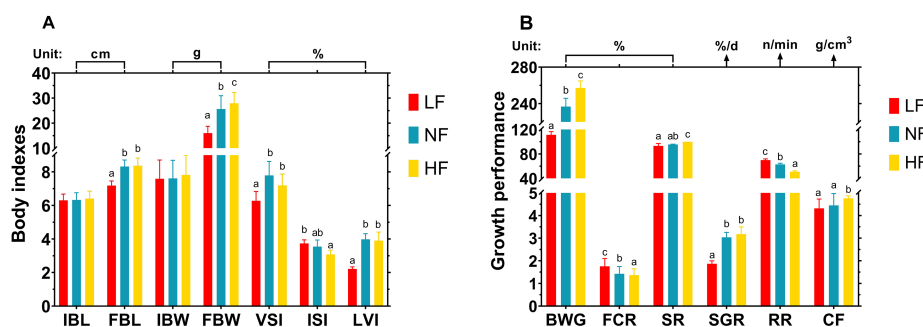 A
Unit:
cm
g
%
Body indexes
40
30
20
10
8
6
4
2
0
a
b
b
a
b
c
a
b
b
b
ab
a
a
b
b
IBL FBL IBW FBW VSI ISI LVI
LF
NF
HF
B
Unit:
%
%/d
n/min
g/cm³
Growth performance
280
240
120
80
40
5
4
3
2
1
0
a
b
c
c
b
a
a
ab
c
a
b
b
c
b
a
a
a
b
BWG FCR SR SGR RR CF
LF
NF
HF